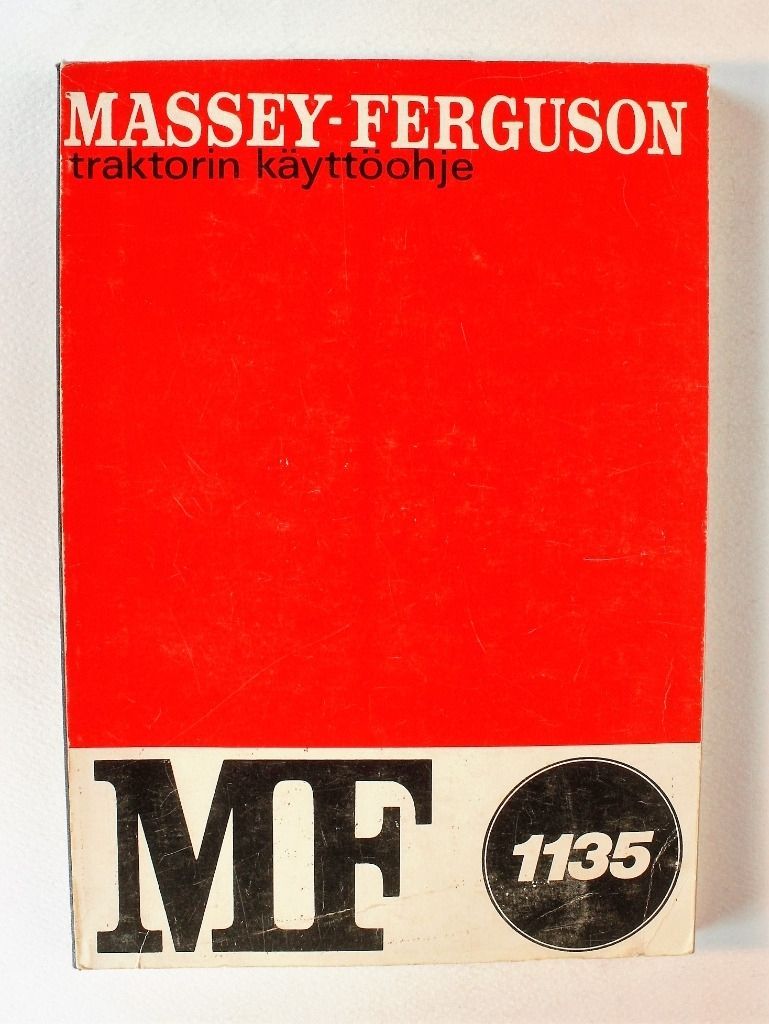 MASSEY-FERGUSON
traktorin käyttöohje
MF
1135